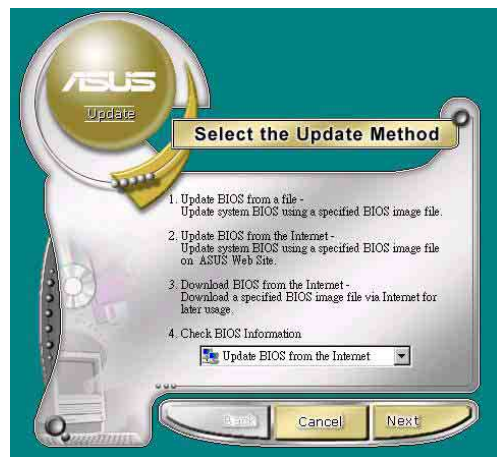 ASUS
Update
Select the Update Method
1. Update BIOS from a file -
Update system BIOS using a specified BIOS image file.
2. Update BIOS from the Internet -
Update system BIOS using a specified BIOS image file
on ASUS Web Site.
3. Download BIOS from the Internet -
Download a specified BIOS image file via Internet for
later usage.
4. Check BIOS Information
Update BIOS from the Internet
Back
Cancel
Next